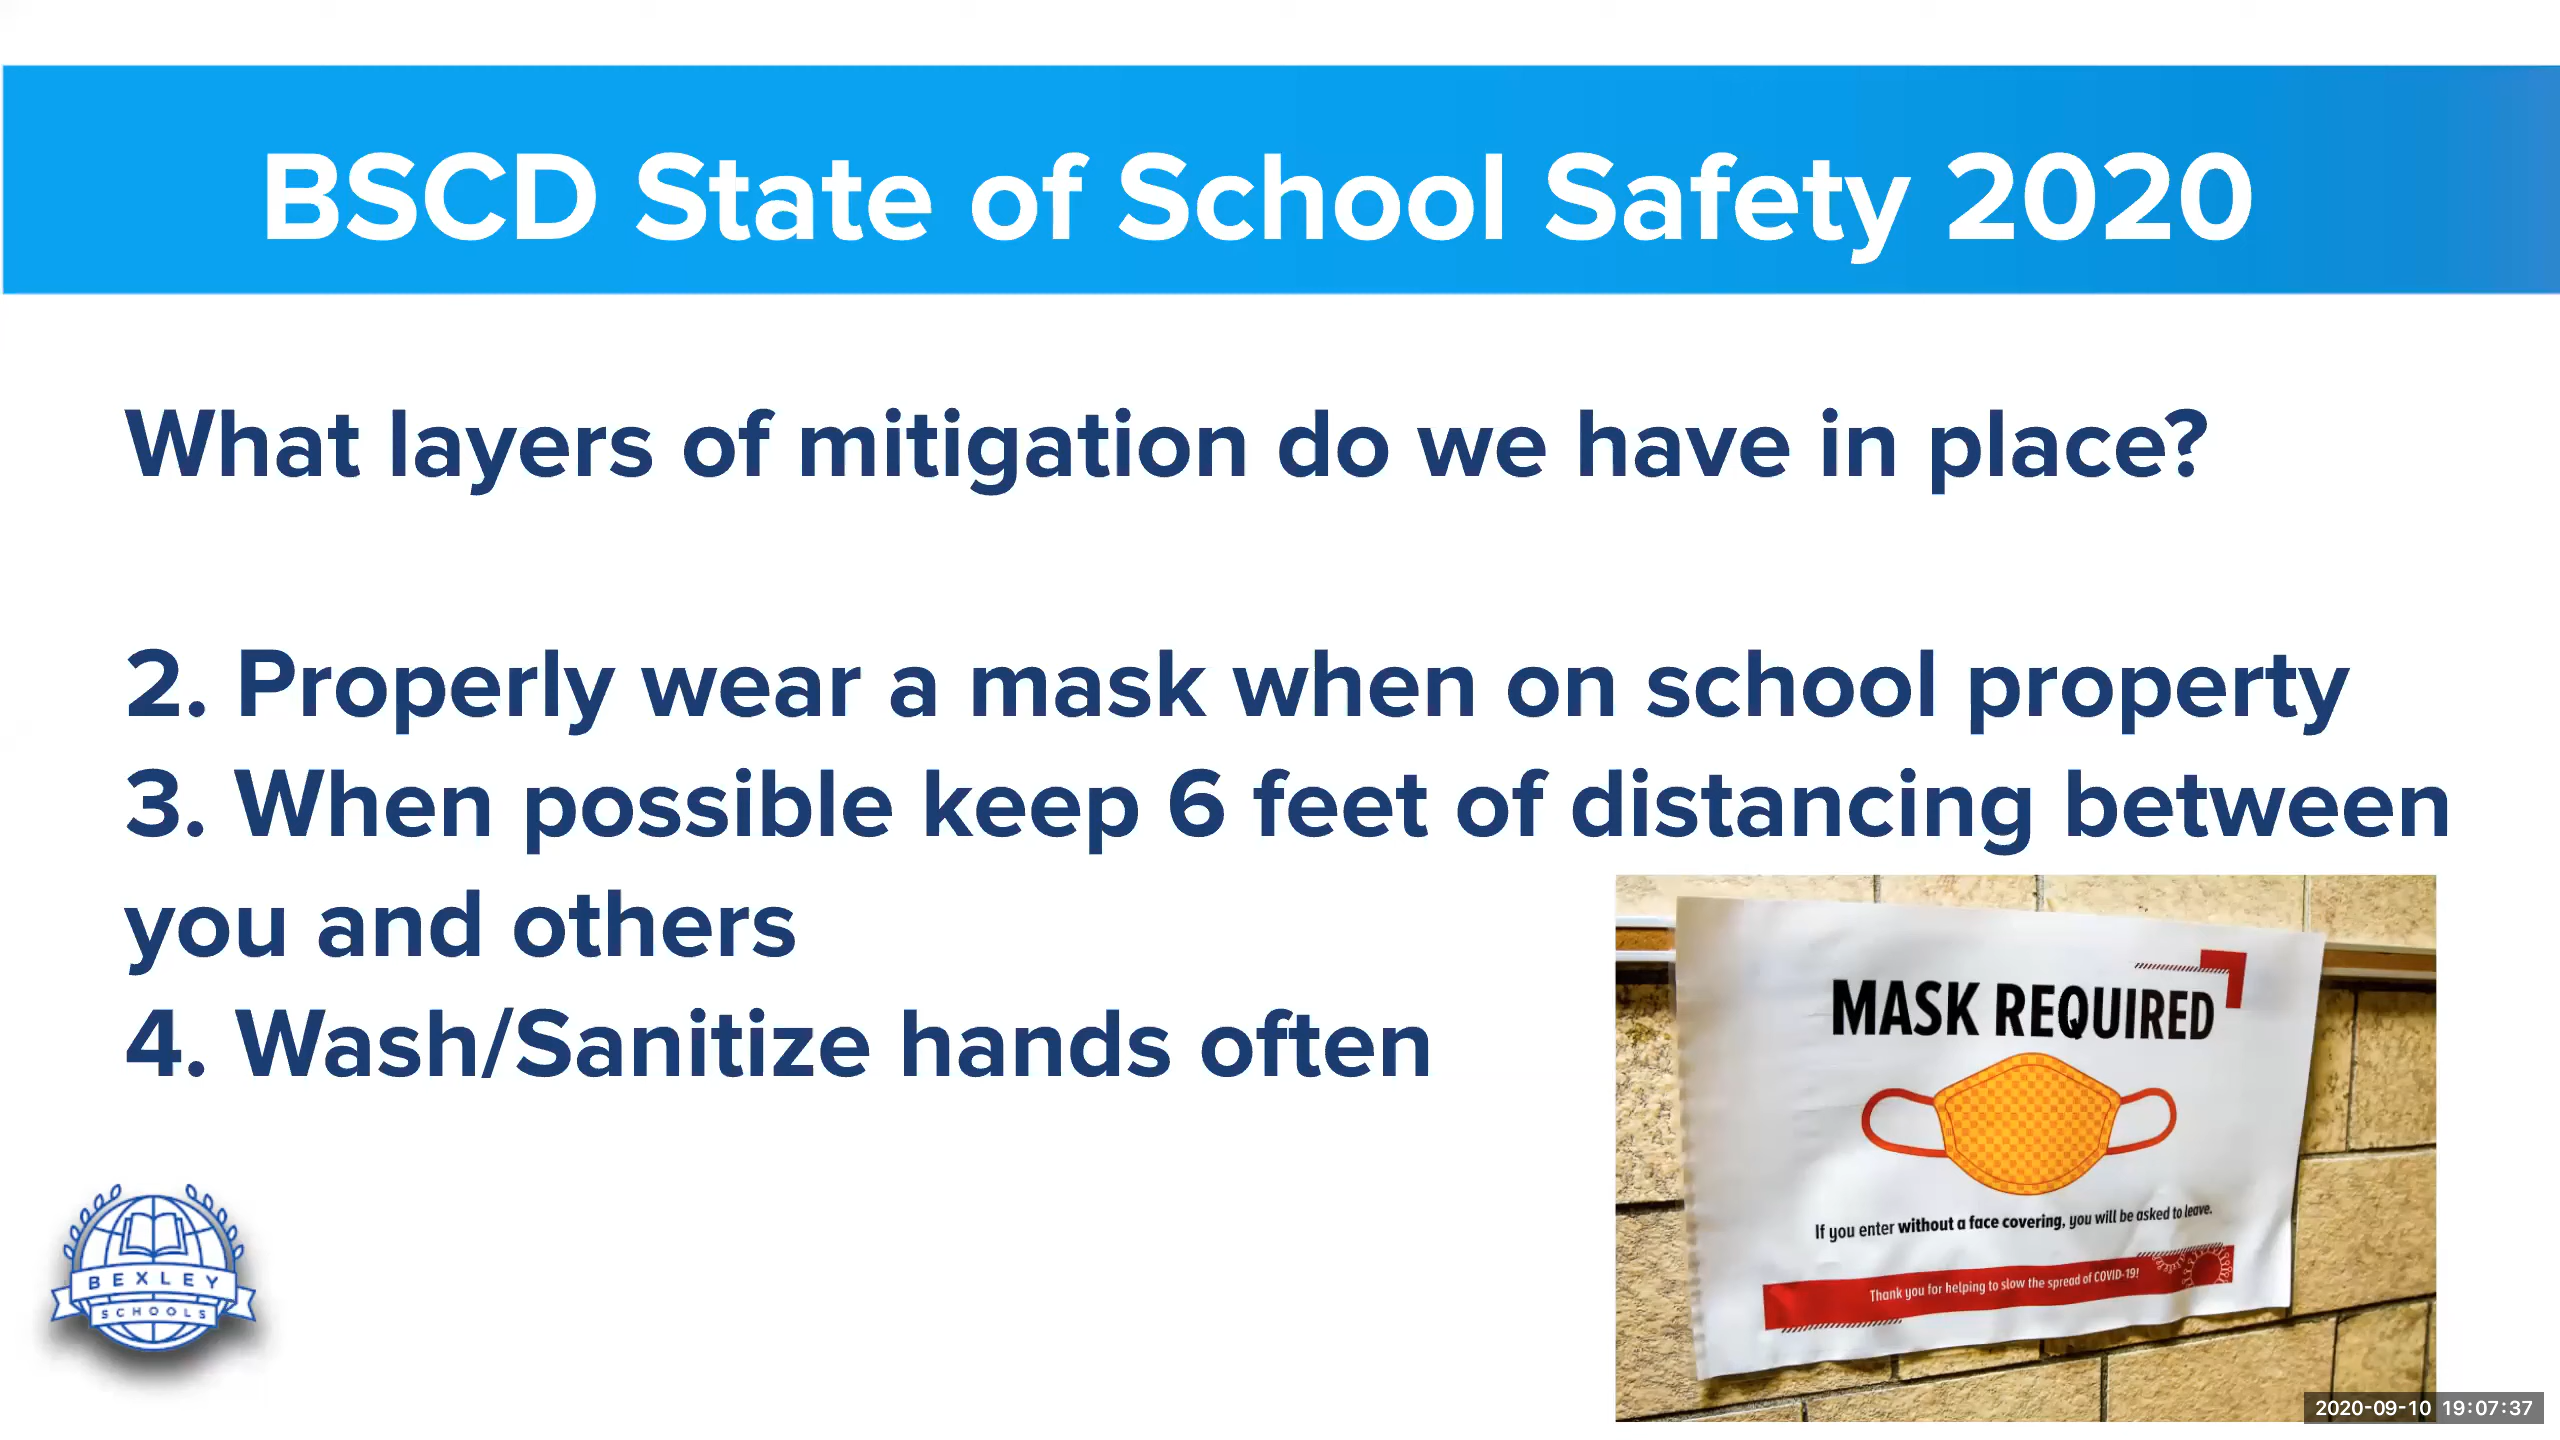 BSCD State of School Safety 2020
What layers of mitigation do we have in place?
2. Properly wear a mask when on school property
3. When possible keep 6 feet of distancing between
you and others
4. Wash/Sanitize hands often
MASK REQUIRED
If you enter without a face covering, you will be asked to leave.
Thank you for helping to slow the spread of COVID-19!
BEXLEY
SCHOOLS
2020-09-10 19:07:37